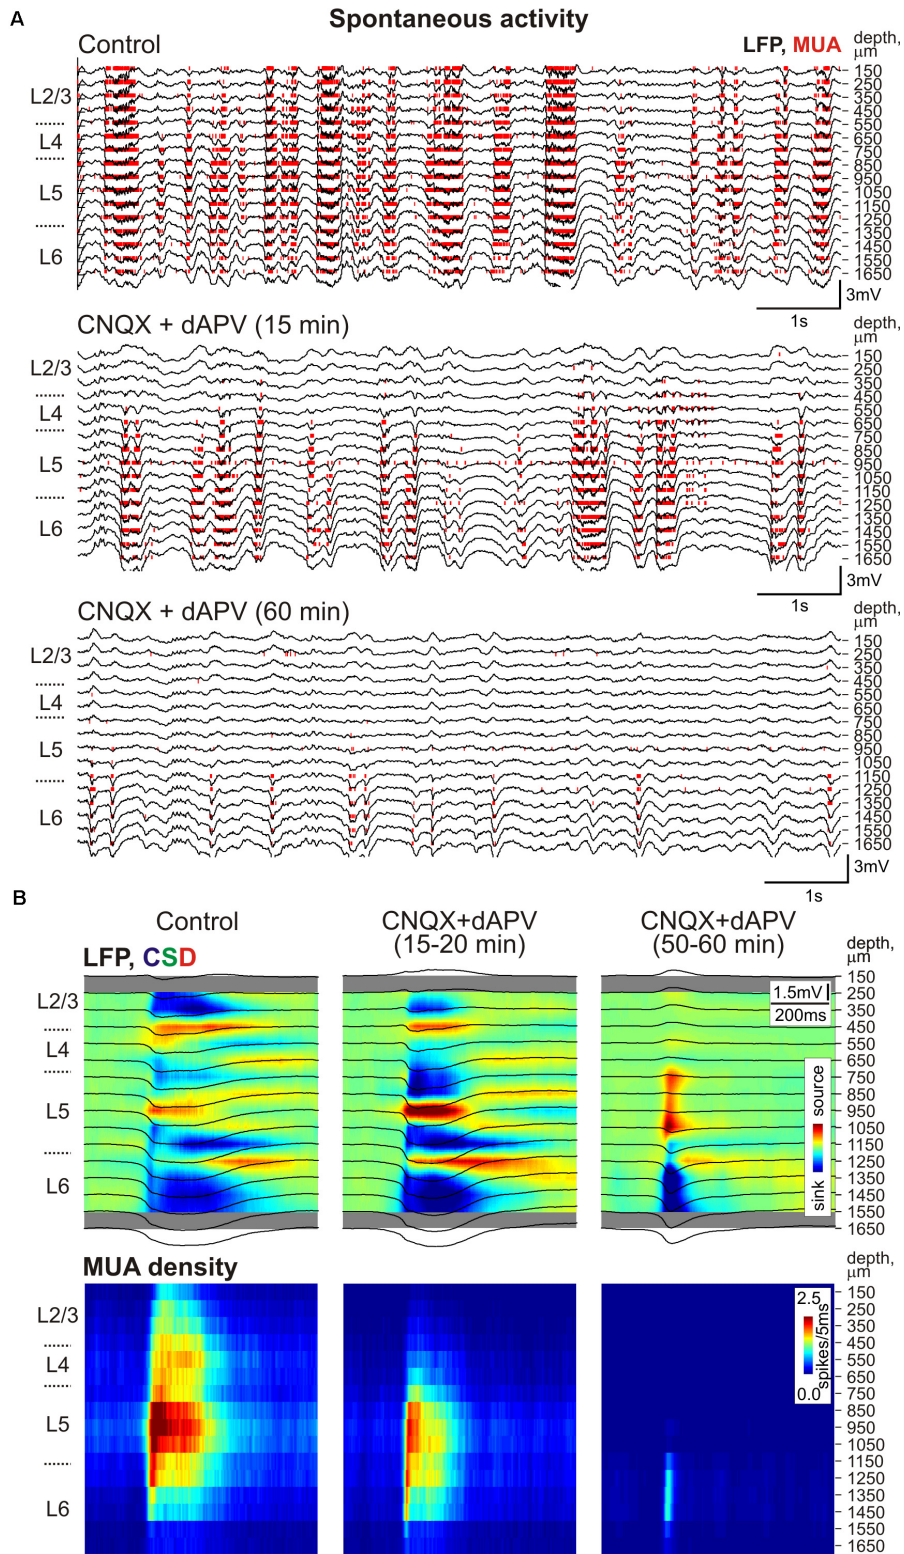 A
Spontaneous activity
Control
LFP, MUA
depth, µm
L2/3
L4
L5
L6
150
250
350
450
550
650
750
850
950
1050
1150
1250
1350
1450
1550
1650
3mV
1s
CNQX + dAPV (15 min)
depth, µm
L2/3
L4
L5
L6
150
250
350
450
550
650
750
850
950
1050
1150
1250
1350
1450
1550
1650
3mV
1s
CNQX + dAPV (60 min)
depth, µm
L2/3
L4
L5
L6
150
250
350
450
550
650
750
850
950
1050
1150
1250
1350
1450
1550
1650
3mV
1s
B
Control
CNQX+dAPV
(15-20 min)
CNQX+dAPV
(50-60 min)
LFP, CSD
depth, µm
L2/3
L4
L5
L6
1.5mV
200ms
sink source
150
250
350
450
550
650
750
850
950
1050
1150
1250
1350
1450
1550
1650
MUA density
depth, µm
L2/3
L4
L5
L6
2.5
0.0
spikes/5ms
150
250
350
450
550
650
750
850
950
1050
1150
1250
1350
1450
1550
1650